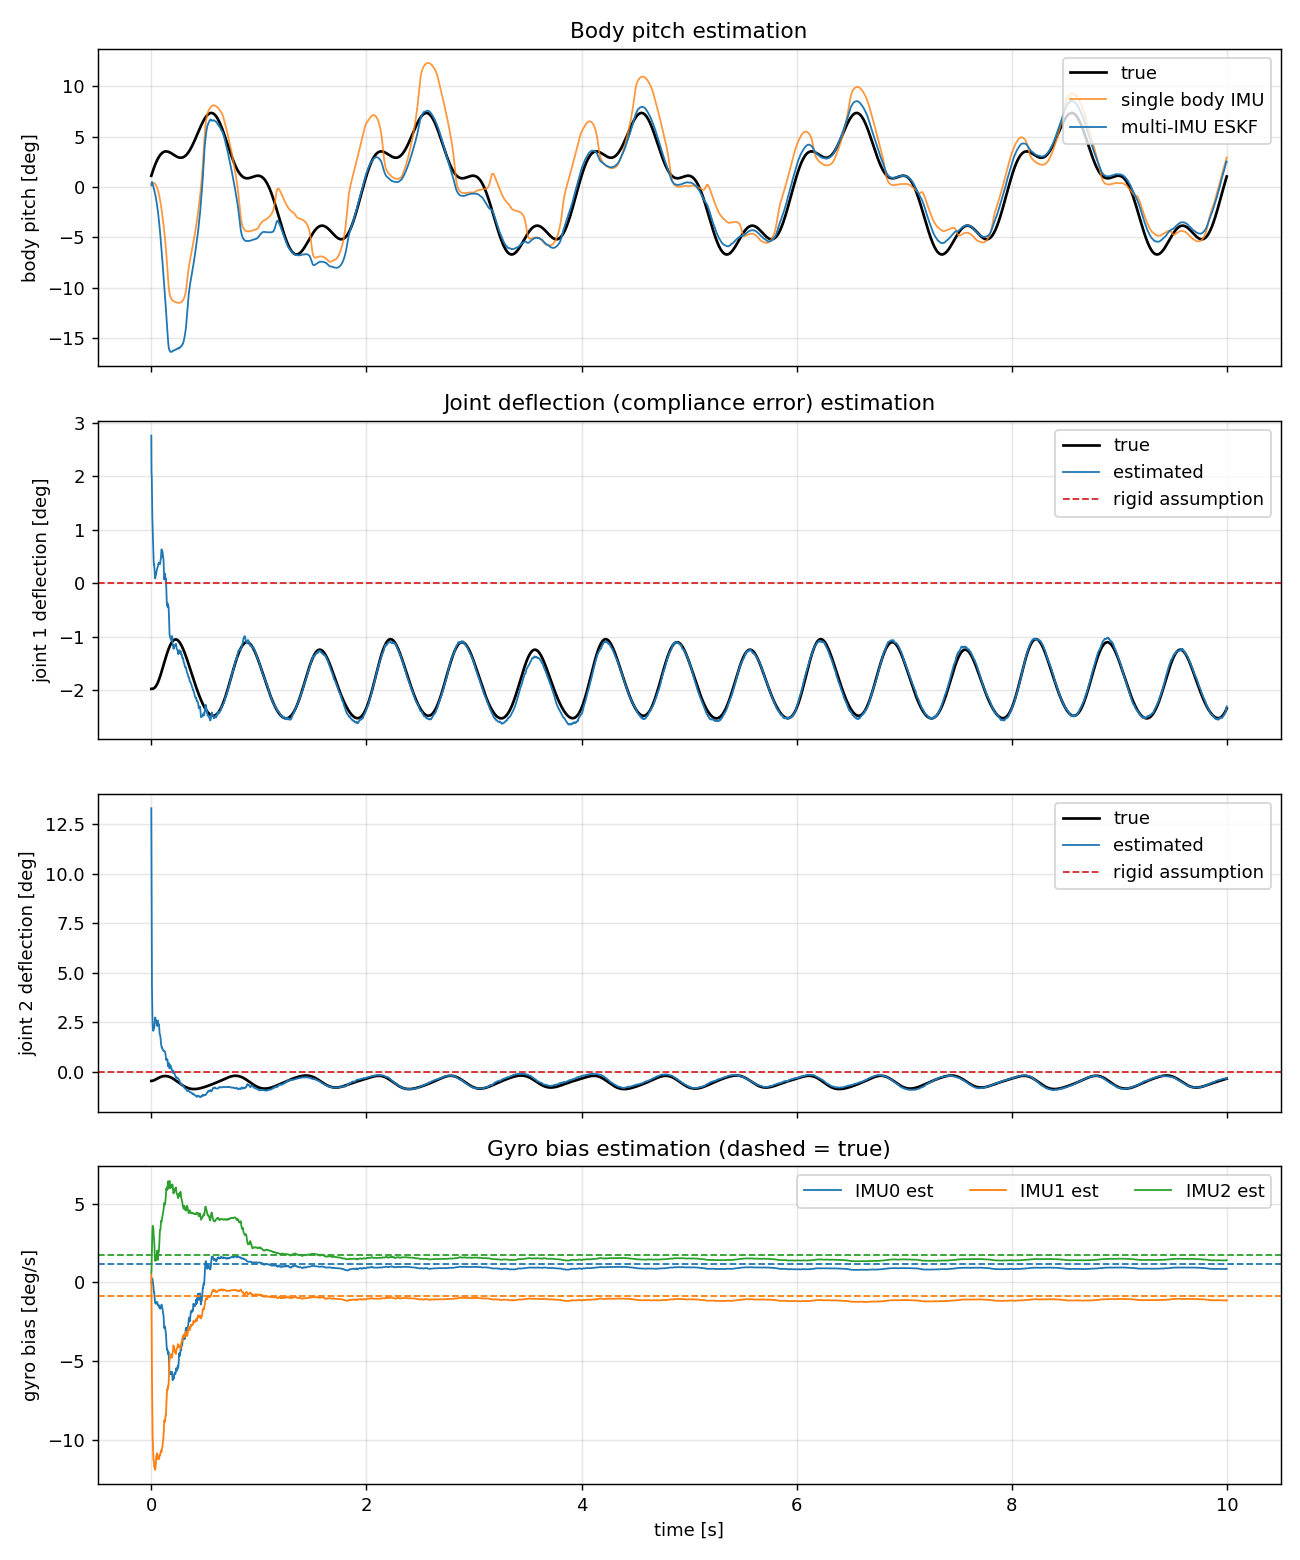 Body pitch estimation
body pitch [deg]
10
5
0
−5
−10
−15
true
single body IMU
multi-IMU ESKF
Joint deflection (compliance error) estimation
joint 1 deflection [deg]
3
2
1
0
−1
−2
true
estimated
rigid assumption
joint 2 deflection [deg]
12.5
10.0
7.5
5.0
2.5
0.0
true
estimated
rigid assumption
Gyro bias estimation (dashed = true)
gyro bias [deg/s]
5
0
−5
−10
IMU0 est
IMU1 est
IMU2 est
0 2 4 6 8 10
time [s]